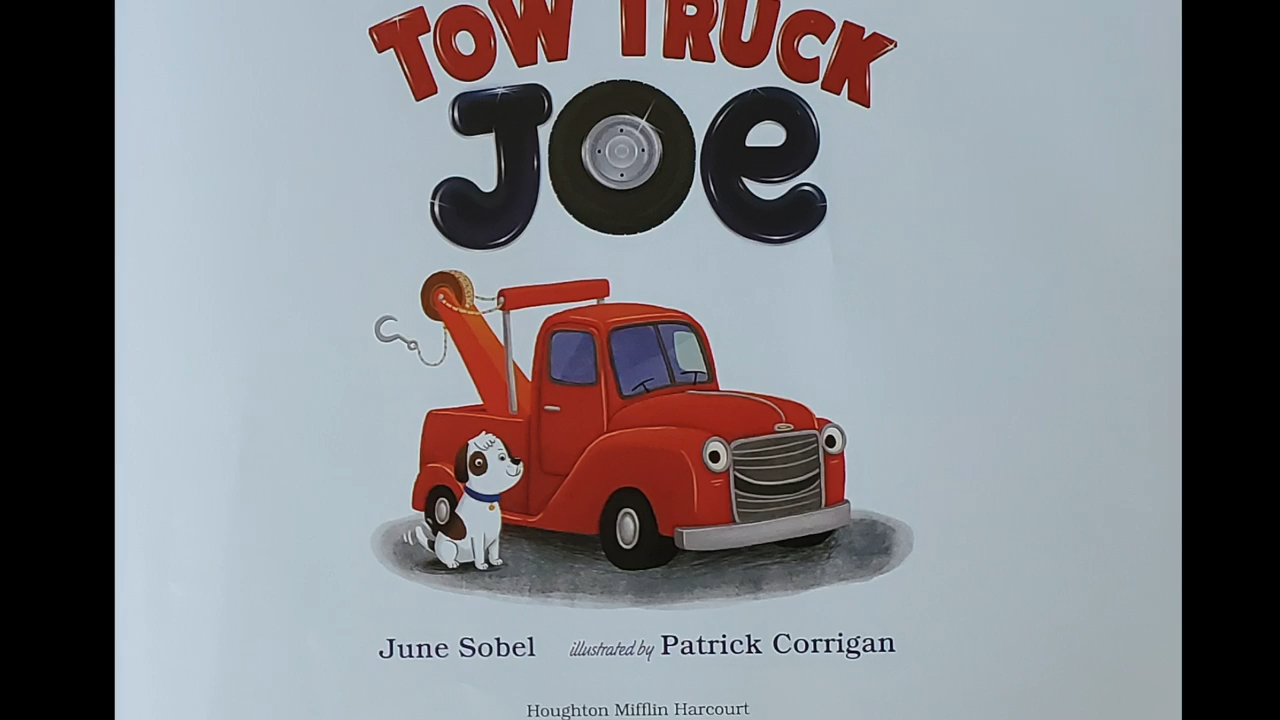 TOW TRUCK
JOe
June Sobel illustrated by Patrick Corrigan
Houghton Mifflin Harcourt